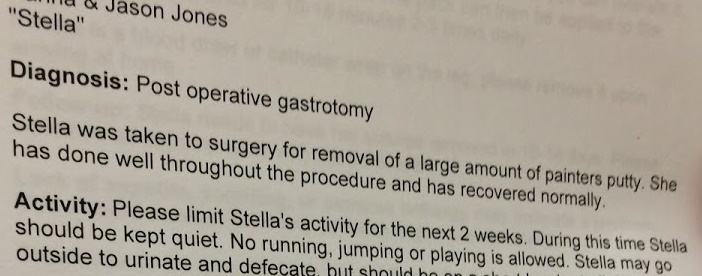 & Jason Jones
"Stella"
Diagnosis: Post operative gastrotomy
Stella was taken to surgery for removal of a large amount of painters putty. She
has done well throughout the procedure and has recovered normally.
Activity: Please limit Stella's activity for the next 2 weeks. During this time Stella
should be kept quiet. No running, jumping or playing is allowed. Stella may go
outside to urinate and defecate, but should